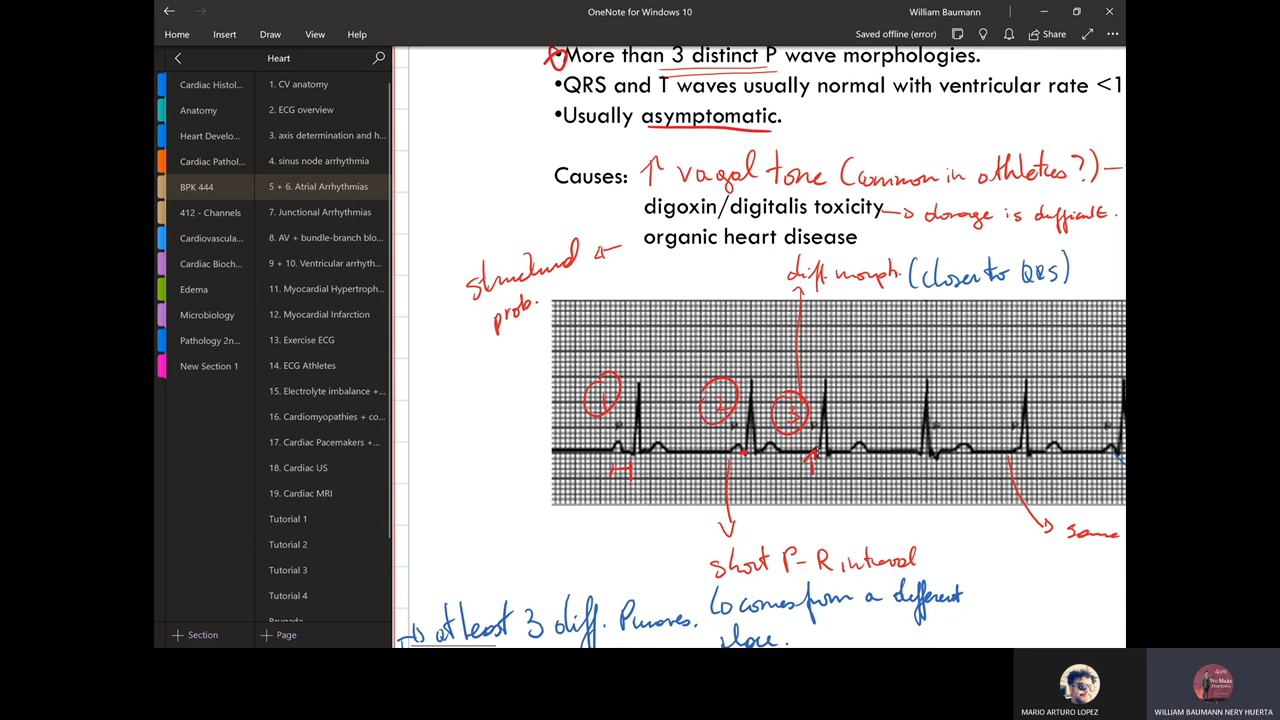 OneNote for Windows 10
William Baumann
Home
Insert
Draw
View
Help
Saved offline (error)
Share
Heart
Cardiac Histol...
Anatomy
Heart Develo...
Cardiac Pathol...
BPK 444
412 - Channels
Cardiovascula...
Cardiac Bioch...
Edema
Microbiology
Pathology 2n...
New Section 1
1. CV anatomy
2. ECG overview
3. axis determination and h...
4. sinus node arrhythmia
5 + 6. Atrial Arrhythmias
7. Junctional Arrhythmias
8. AV + bundle-branch blo...
9 + 10. Ventricular arryth...
11. Myocardial Hypertroph...
12. Myocardial Infarction
13. Exercise ECG
14. ECG Athletes
15. Electrolyte imbalance +...
16. Cardiomyopathies + co...
17. Cardiac Pacemakers +...
18. Cardiac US
19. Cardiac MRI
Tutorial 1
Tutorial 2
Tutorial 3
Tutorial 4
Brugada
+ Section
+ Page
•More than 3 distinct P wave morphologies.
•QRS and T waves usually normal with ventricular rate <1
•Usually asymptomatic.
Causes: ↑ vagal tone (common in athletes?) –
digoxin/digitalis toxicity → dorage is difficult.
organic heart disease
structural
prob.
diff morph. (closer to QRS)
1
2
3
P
P
P
P
P
P
same
short P-R interval
↳ comes from a different
place.
→ at least 3 diff. P waves.
MARIO ARTURO LOPEZ
WILLIAM BAUMANN NERY HUERTA